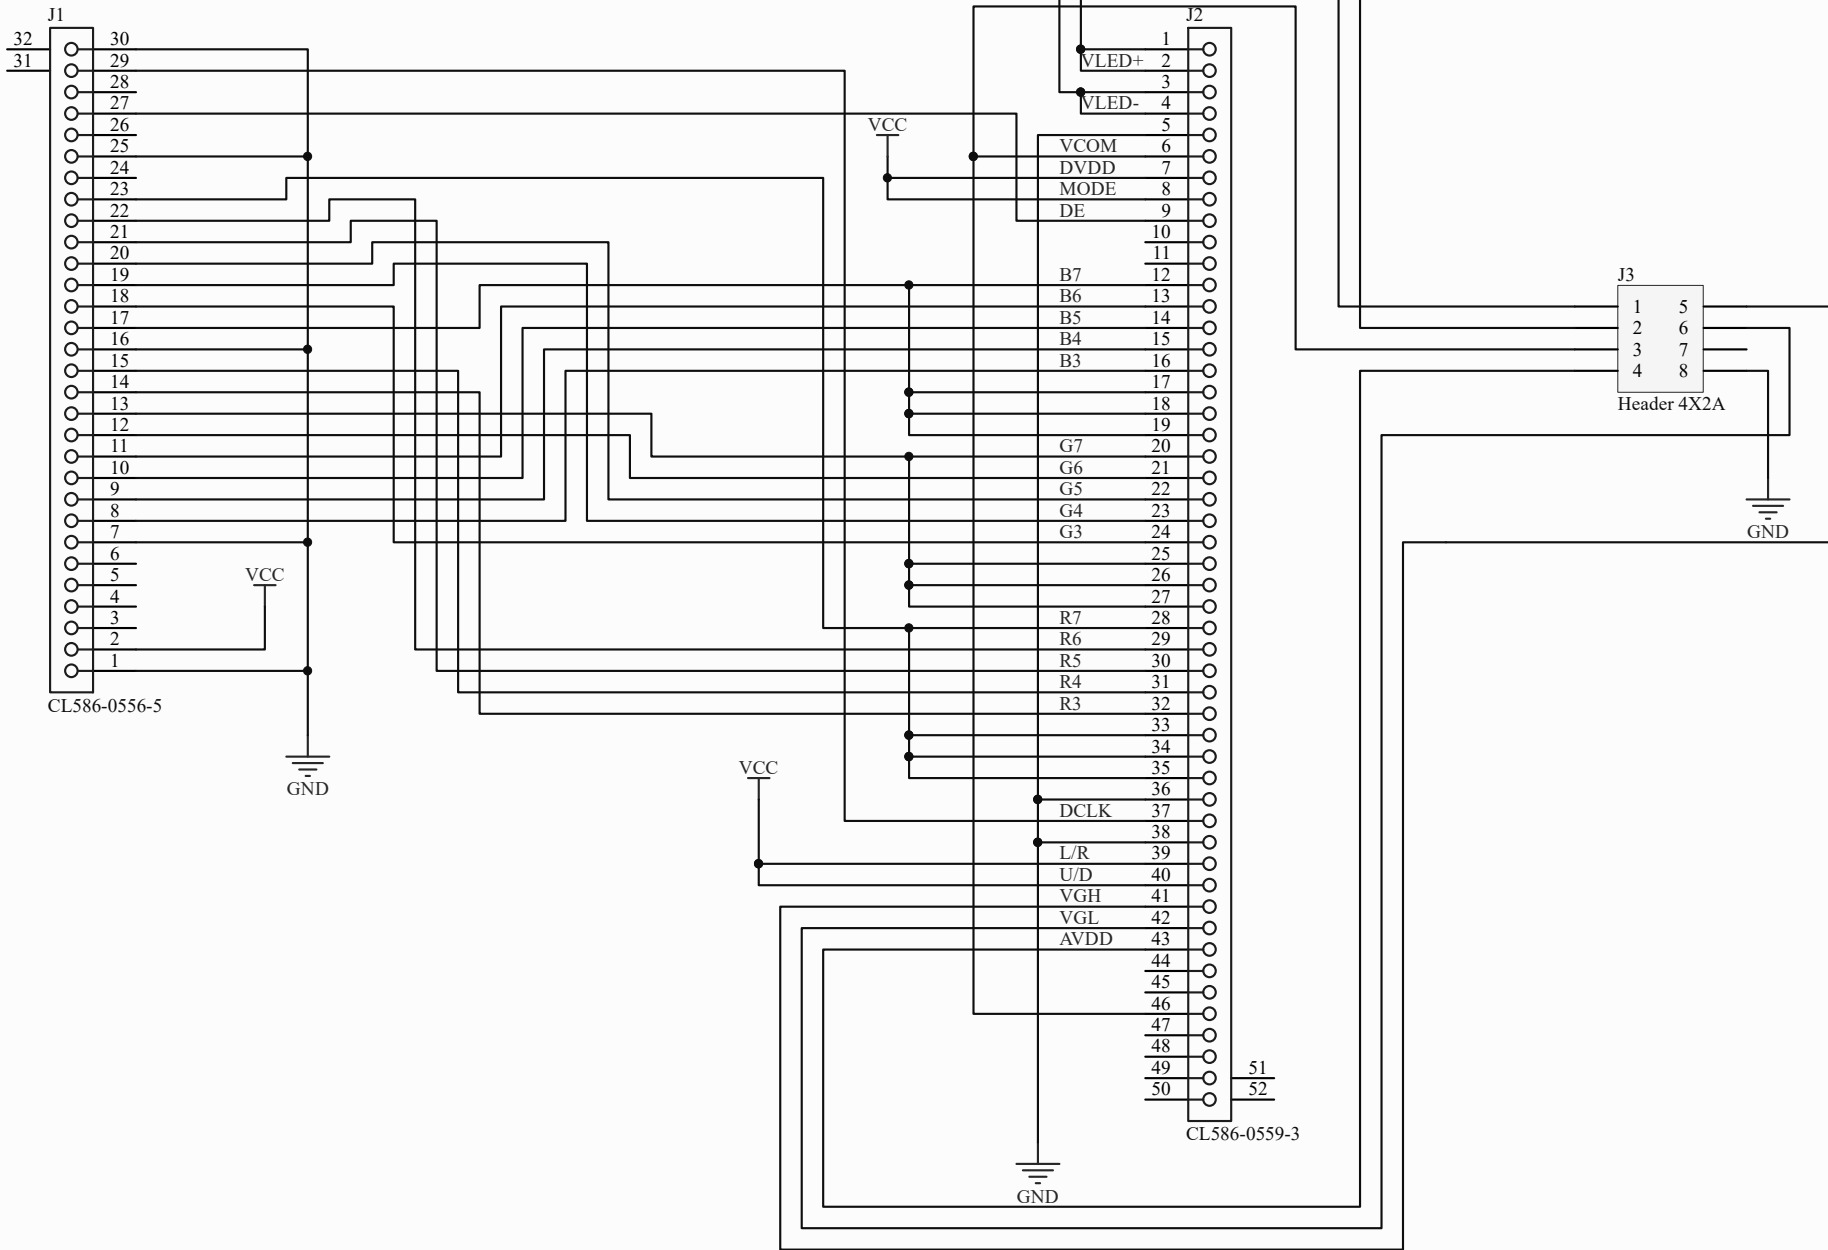 J1
32
31
30
29
28
27
26
25
24
23
22
21
20
19
18
17
16
15
14
13
12
11
10
9
8
7
6
5
4
3
2
1
CL586-0556-5
VCC
GND
VCC
VCC
J2
1
VLED+ 2
3
VLED- 4
5
VCOM 6
DVDD 7
MODE 8
DE 9
10
11
B7 12
B6 13
B5 14
B4 15
B3 16
17
18
19
G7 20
G6 21
G5 22
G4 23
G3 24
25
26
27
R7 28
R6 29
R5 30
R4 31
R3 32
33
34
35
36
DCLK 37
38
L/R 39
U/D 40
VGH 41
VGL 42
AVDD 43
44
45
46
47
48
49 51
50 52
CL586-0559-3
GND
J3
1 5
2 6
3 7
4 8
Header 4X2A
GND